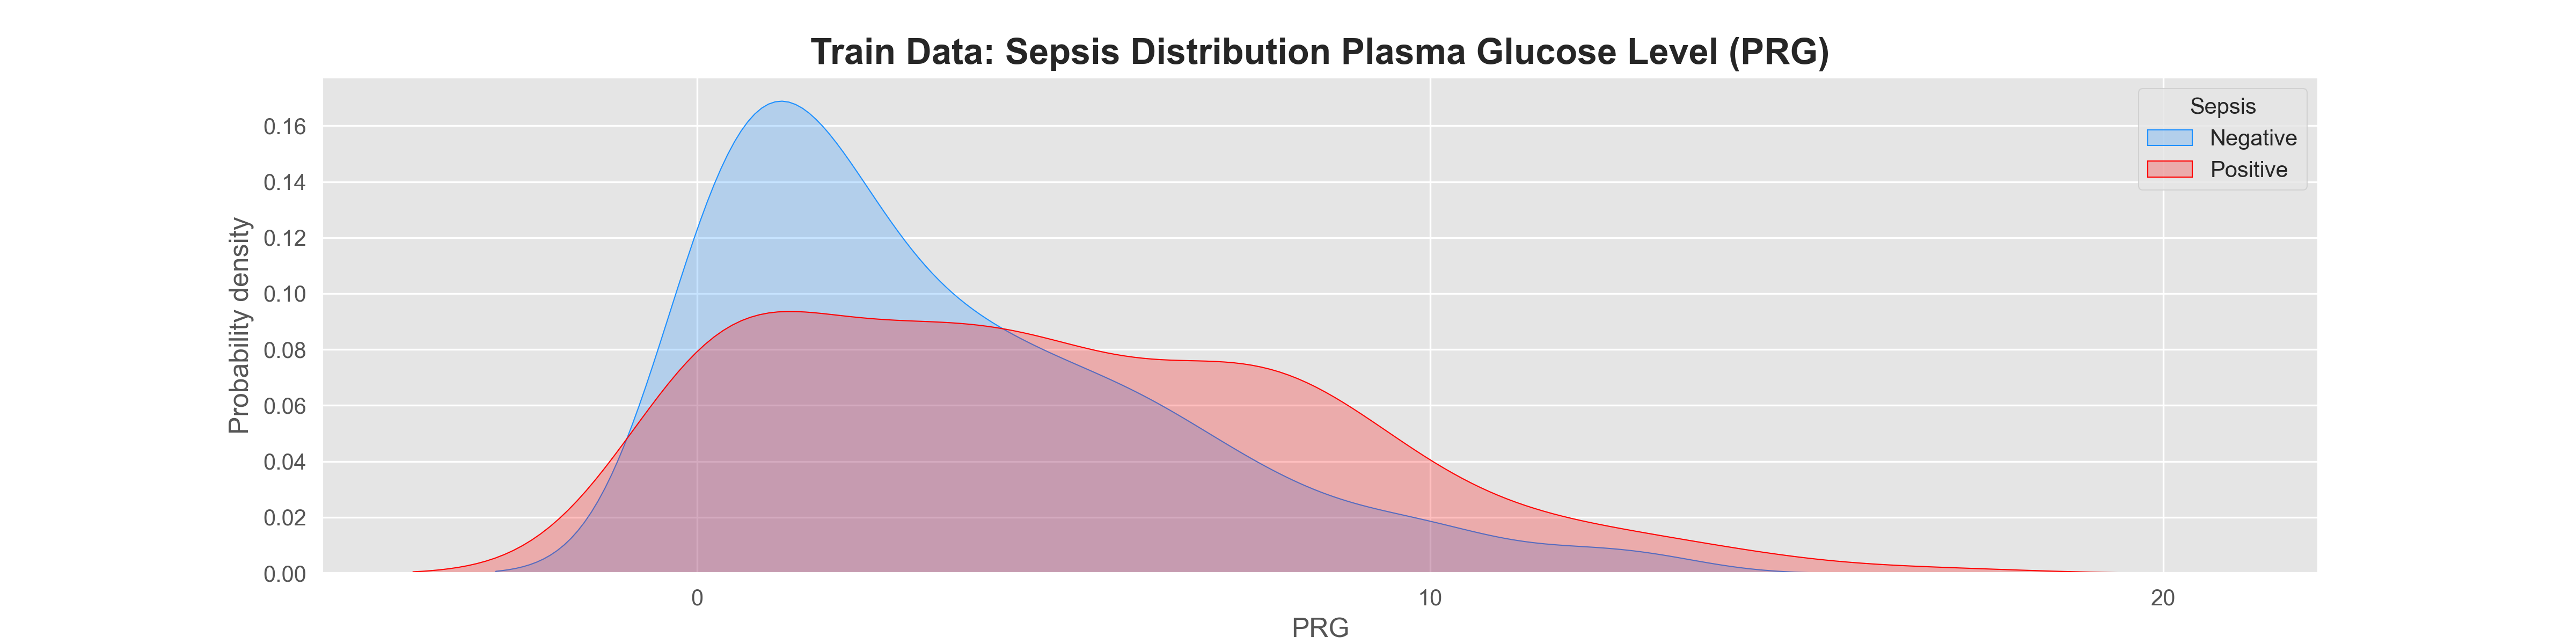 Train Data: Sepsis Distribution Plasma Glucose Level (PRG)
Sepsis
Negative
Positive
Probability density
0.16
0.14
0.12
0.10
0.08
0.06
0.04
0.02
0.00
0 10 20
PRG